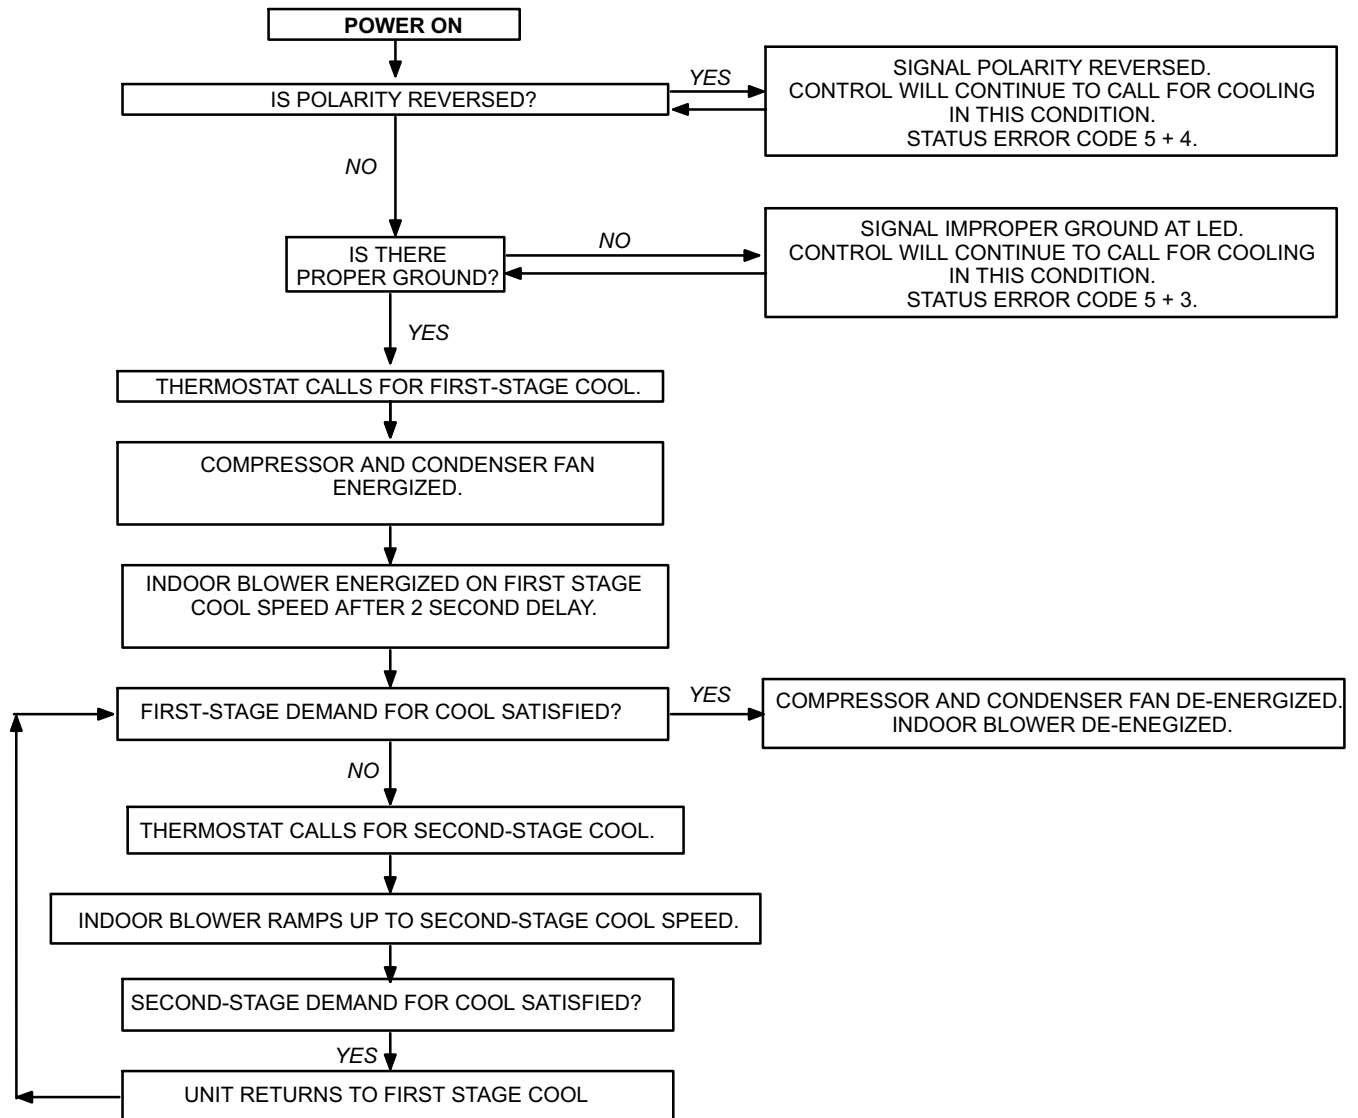 POWER ON
IS POLARITY REVERSED?
YES
SIGNAL POLARITY REVERSED.
CONTROL WILL CONTINUE TO CALL FOR COOLING
IN THIS CONDITION.
STATUS ERROR CODE 5 + 4.
NO
IS THERE
PROPER GROUND?
NO
SIGNAL IMPROPER GROUND AT LED.
CONTROL WILL CONTINUE TO CALL FOR COOLING
IN THIS CONDITION.
STATUS ERROR CODE 5 + 3.
YES
THERMOSTAT CALLS FOR FIRST-STAGE COOL.
COMPRESSOR AND CONDENSER FAN
ENERGIZED.
INDOOR BLOWER ENERGIZED ON FIRST STAGE
COOL SPEED AFTER 2 SECOND DELAY.
FIRST-STAGE DEMAND FOR COOL SATISFIED?
YES
COMPRESSOR AND CONDENSER FAN DE-ENERGIZED.
INDOOR BLOWER DE-ENEGIZED.
NO
THERMOSTAT CALLS FOR SECOND-STAGE COOL.
INDOOR BLOWER RAMPS UP TO SECOND-STAGE COOL SPEED.
SECOND-STAGE DEMAND FOR COOL SATISFIED?
YES
UNIT RETURNS TO FIRST STAGE COOL